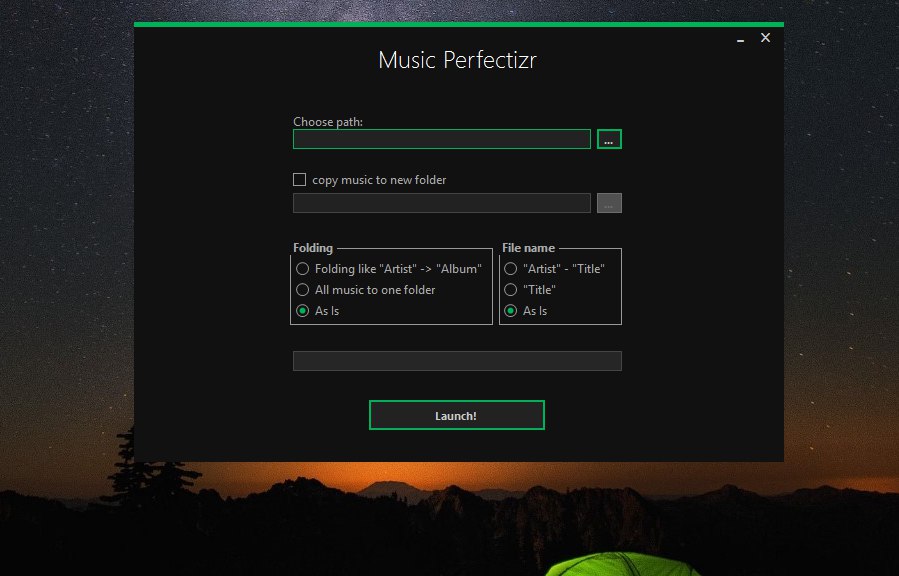 Music Perfectizr
Choose path:
...
copy music to new folder
...
Folding
Folding like "Artist" -> "Album"
All music to one folder
As Is
File name
"Artist" - "Title"
"Title"
As Is
Launch!